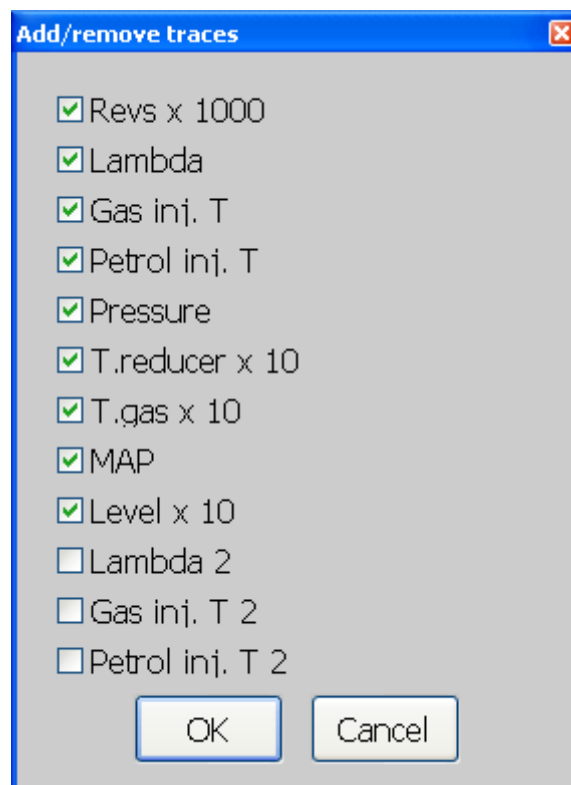 Add/remove traces
Revs x 1000
Lambda
Gas inj. T
Petrol inj. T
Pressure
T.reducer x 10
T.gas x 10
MAP
Level x 10
Lambda 2
Gas inj. T 2
Petrol inj. T 2
OK Cancel